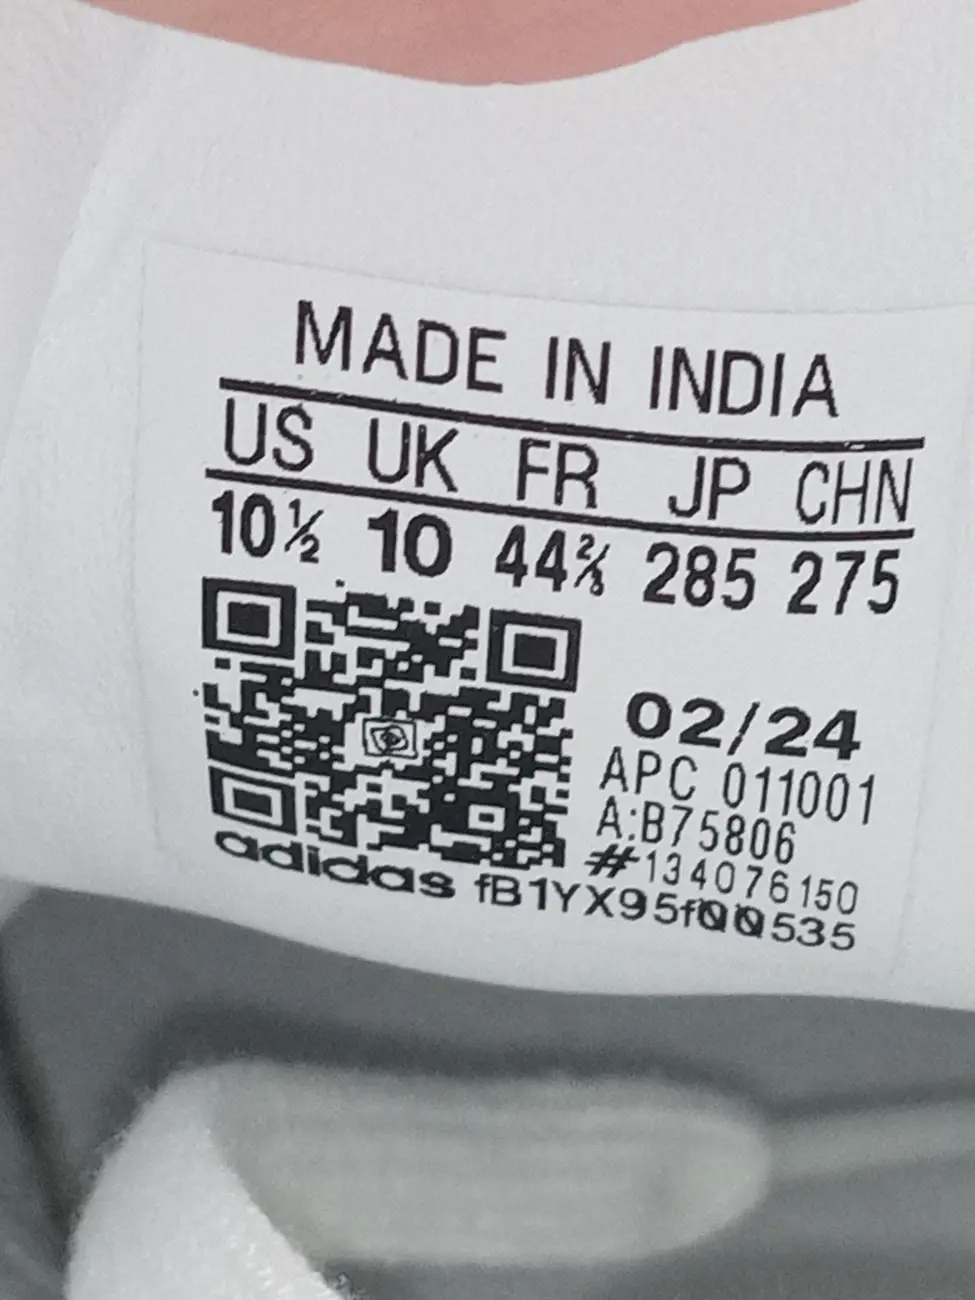 MADE IN INDIA
US UK FR JP CHN
10½ 10 44⅔ 285 275
02/24
APC 011001
A:B75806
#134076150
adidas fB1YX95fQQ535